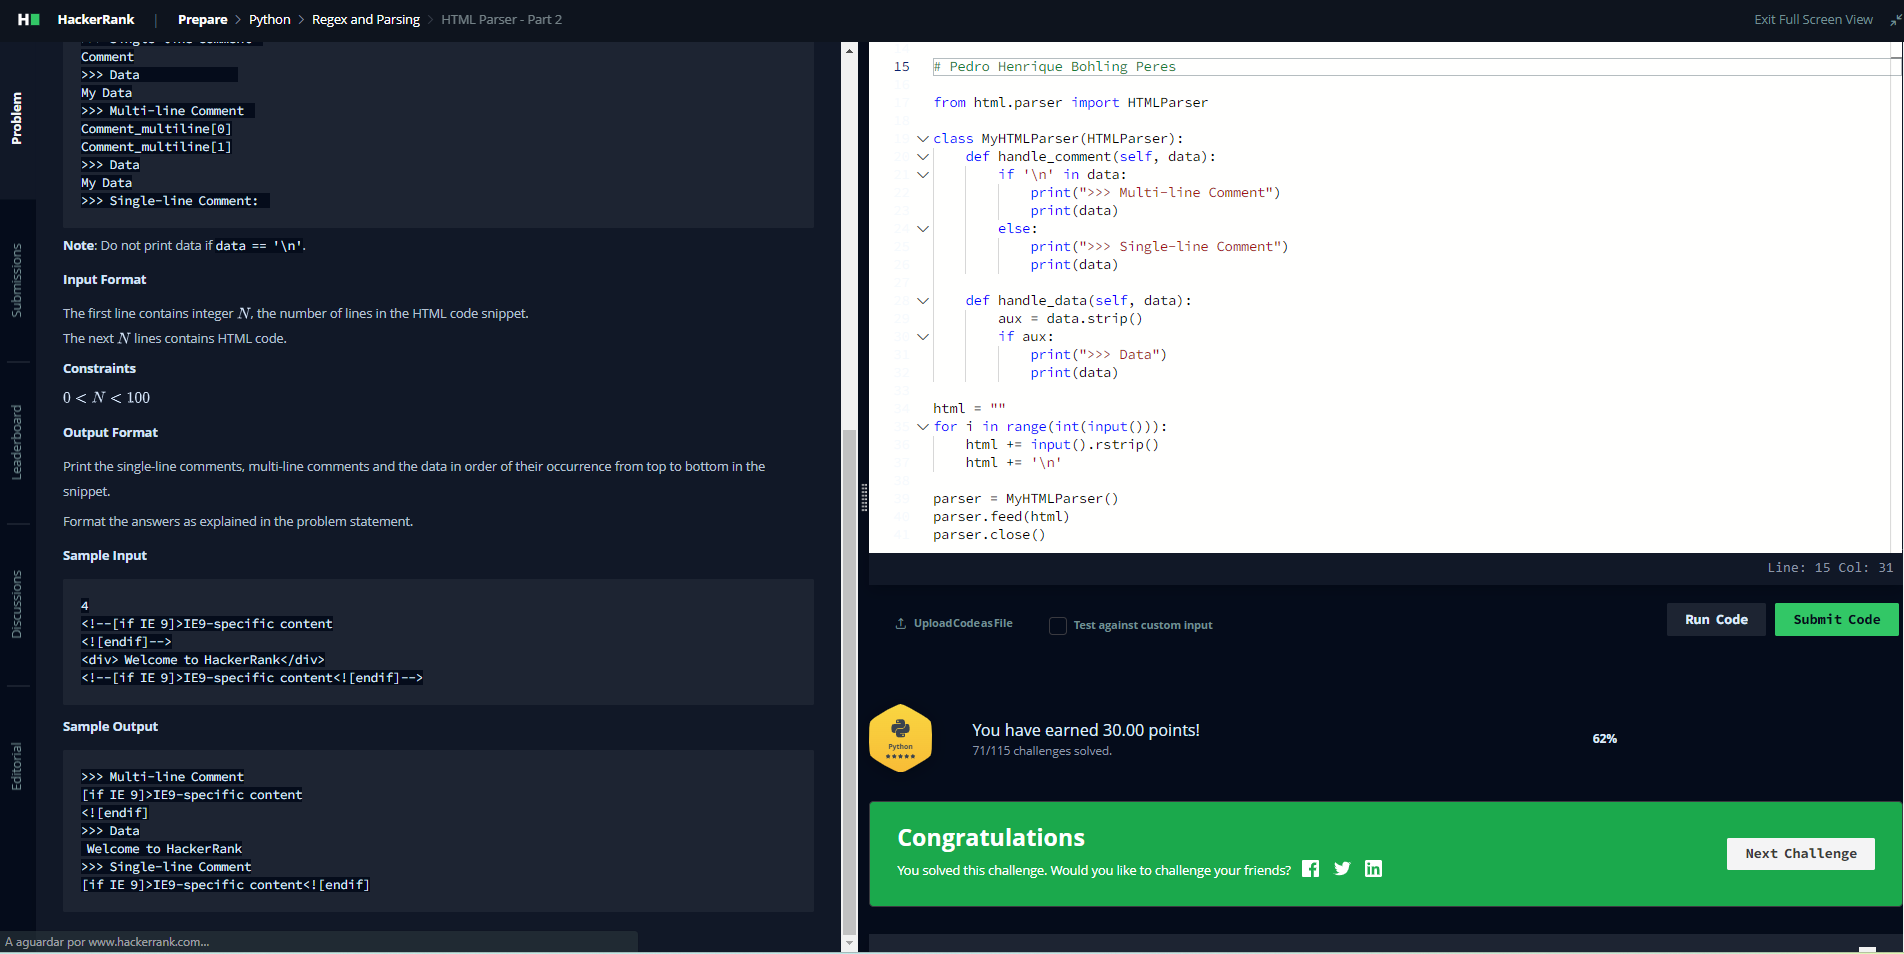 HackerRank | Prepare > Python > Regex and Parsing > HTML Parser - Part 2
Exit Full Screen View
Problem
Submissions
Leaderboard
Discussions
Editorial
Comment
>>> Data
My Data
>>> Multi-line Comment
Comment_multiline[0]
Comment_multiline[1]
>>> Data
My Data
>>> Single-line Comment:
Note: Do not print data if data == '\n'.
Input Format
The first line contains integer N, the number of lines in the HTML code snippet.
The next N lines contains HTML code.
Constraints
0 < N < 100
Output Format
Print the single-line comments, multi-line comments and the data in order of their occurrence from top to bottom in the
snippet.
Format the answers as explained in the problem statement.
Sample Input
4
<!--[if IE 9]>IE9-specific content
<![endif]-->
<div> Welcome to HackerRank</div>
<!--[if IE 9]>IE9-specific content<![endif]-->
Sample Output
>>> Multi-line Comment
[if IE 9]>IE9-specific content
<![endif]
>>> Data
 Welcome to HackerRank
>>> Single-line Comment
[if IE 9]>IE9-specific content<![endif]
A aguardar por www.hackerrank.com...
15 # Pedro Henrique Bohling Peres
from html.parser import HTMLParser
class MyHTMLParser(HTMLParser):
    def handle_comment(self, data):
        if '\n' in data:
            print(">>> Multi-line Comment")
            print(data)
        else:
            print(">>> Single-line Comment")
            print(data)
    def handle_data(self, data):
        aux = data.strip()
        if aux:
            print(">>> Data")
            print(data)
html = ""
for i in range(int(input())):
    html += input().rstrip()
    html += '\n'
parser = MyHTMLParser()
parser.feed(html)
parser.close()
Line: 15 Col: 31
Upload Code as File
Test against custom input
Run Code
Submit Code
Python
You have earned 30.00 points!
71/115 challenges solved.
62%
Congratulations
You solved this challenge. Would you like to challenge your friends?
Next Challenge